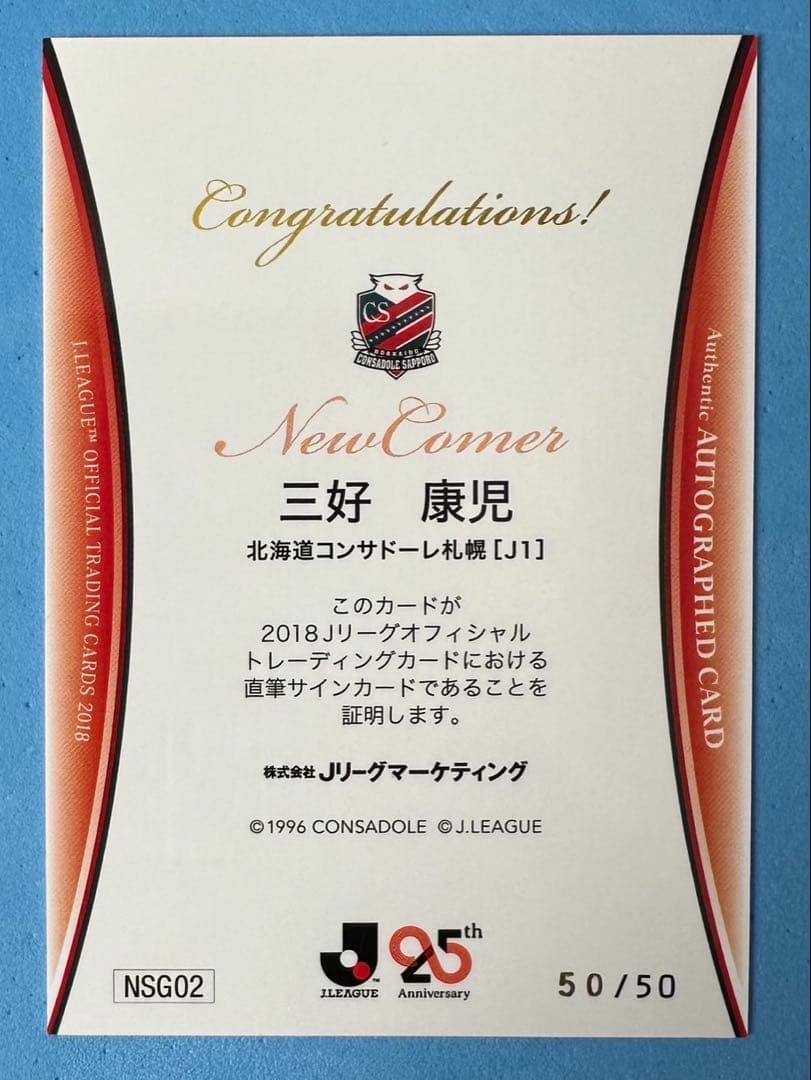 Congratulations!
CS
HOKKAIDO
CONSADOLE SAPPORO
New Comer
三好 康児
北海道コンサドーレ札幌[J1]
このカードが
2018Jリーグオフィシャル
トレーディングカードにおける
直筆サインカードであることを
証明します。
株式会社Jリーグマーケティング
©1996 CONSADOLE ©J.LEAGUE
J.LEAGUE™ OFFICIAL TRADING CARDS 2018
Authentic AUTOGRAPHED CARD
NSG02
J.LEAGUE™
25th
Anniversary
50/50